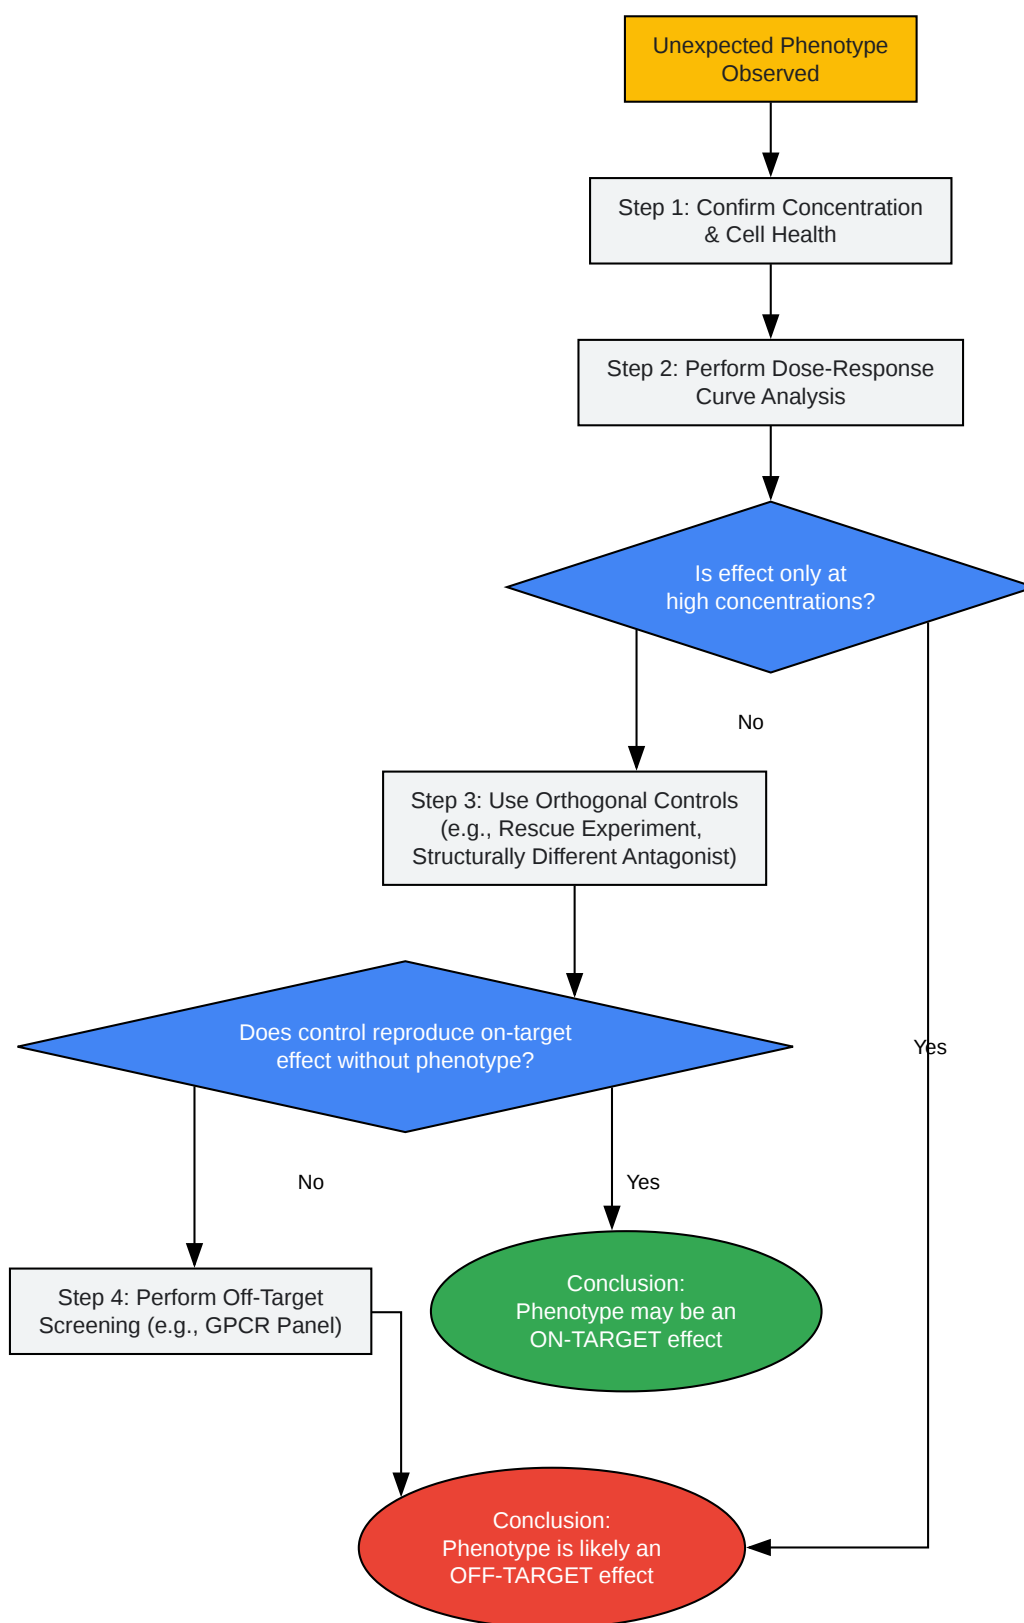 Unexpected Phenotype
Observed
Step 1: Confirm Concentration
& Cell Health
Step 2: Perform Dose-Response
Curve Analysis
Is effect only at
high concentrations?
No
Step 3: Use Orthogonal Controls
(e.g., Rescue Experiment,
Structurally Different Antagonist)
Does control reproduce on-target
effect without phenotype?
Yes
No
Yes
Step 4: Perform Off-Target
Screening (e.g., GPCR Panel)
Conclusion:
Phenotype may be an
ON-TARGET effect
Conclusion:
Phenotype is likely an
OFF-TARGET effect